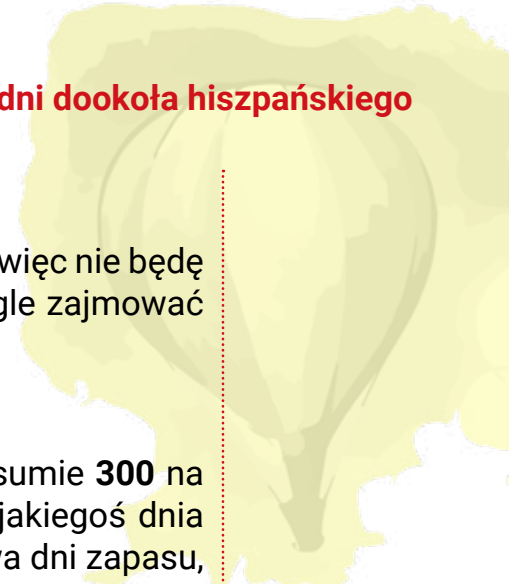 dni dookoła hiszpańskiego
więc nie będę
gle zajmować
sumie 300 na
jakiegoś dnia
a dni zapasu,